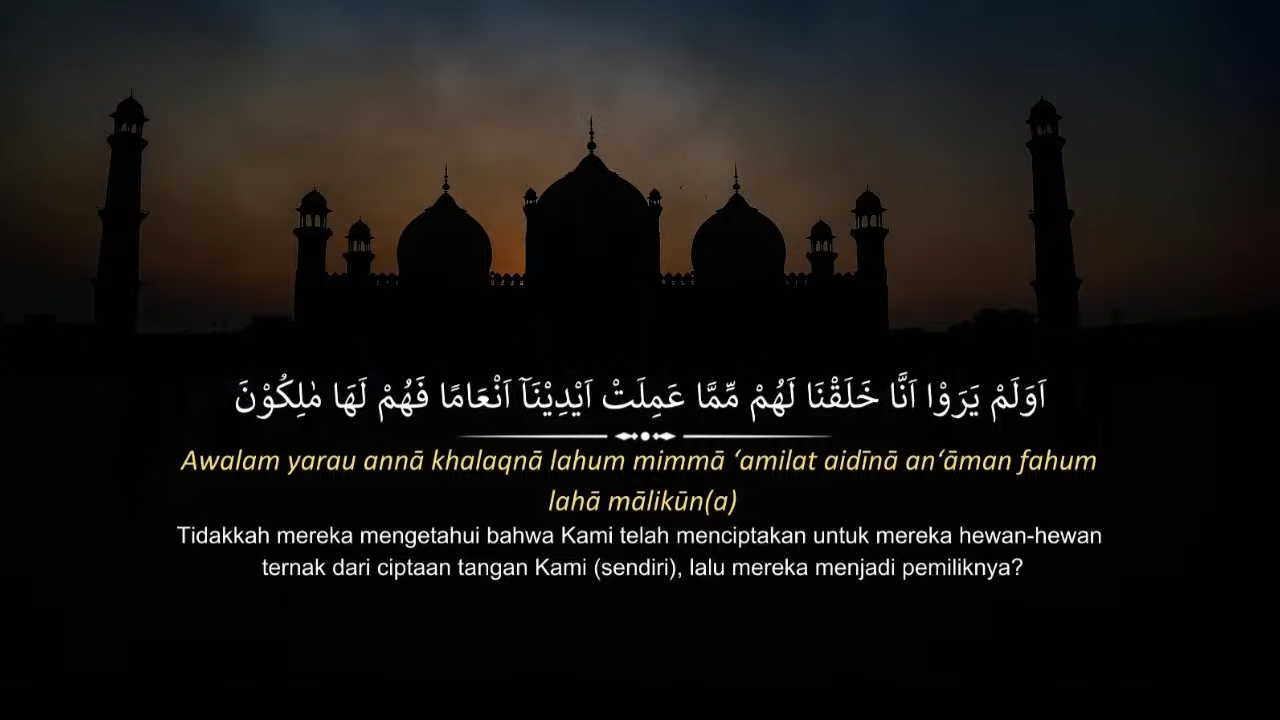 اَوَلَمْ يَرَوْا اَنَّا خَلَقْنَا لَهُمْ مِّمَّا عَمِلَتْ اَيْدِيْنَآ اَنْعَامًا فَهُمْ لَهَا مٰلِكُوْنَ
Awalam yarau annā khalaqnā lahum mimmā ‘amilat aidīnā an‘āman fahum
lahā mālikūn(a)
Tidakkah mereka mengetahui bahwa Kami telah menciptakan untuk mereka hewan-hewan
ternak dari ciptaan tangan Kami (sendiri), lalu mereka menjadi pemiliknya?